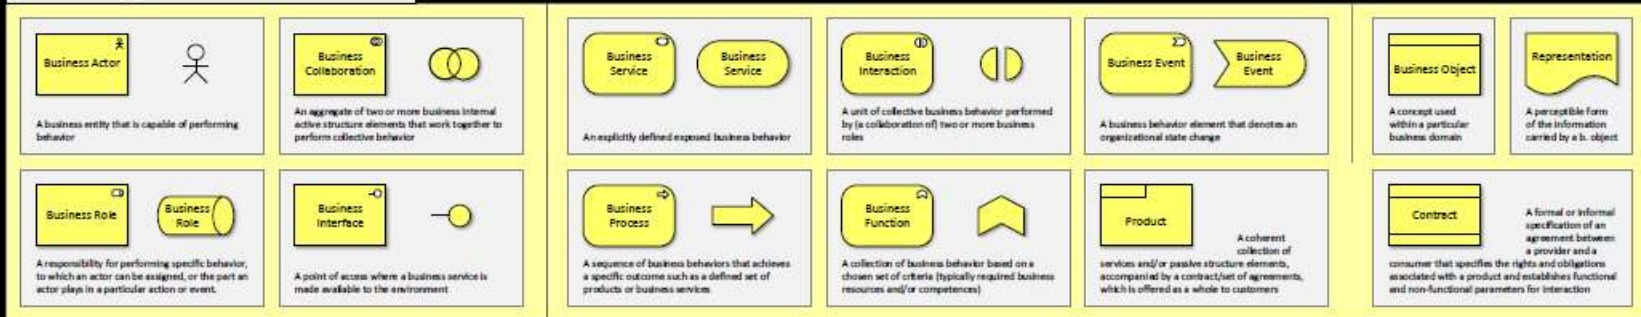 Business Actor
A business entity that is capable of performing
behavior
Business
Collaboration
An aggregate of two or more business internal
active structure elements that work together to
perform collective behavior
Business
Service
Business
Service
An explicitly defined exposed business behavior
Business
Interaction
A unit of collective business behavior performed
by (a collaboration of) two or more business
roles
Business Event
Business
Event
A business behavior element that denotes an
organizational state change
Business Object
A concept used
within a particular
business domain
Representation
A perceptible form
of the information
carried by a b. object
Business Role
Business
Role
A responsibility for performing specific behavior,
to which an actor can be assigned, or the part an
actor plays in a particular action or event.
Business
Interface
A point of access where a business service is
made available to the environment
Business
Process
A sequence of business behaviors that achieves
a specific outcome such as a defined set of
products or business services
Business
Function
A collection of business behavior based on a
chosen set of criteria (typically required business
resources and/or competences)
Product
A coherent
collection of
services and/or passive structure elements,
accompanied by a contract/set of agreements,
which is offered as a whole to customers
Contract
A formal or informal
specification of an
agreement between
a provider and a
consumer that specifies the rights and obligations
associated with a product and establishes functional
and non-functional parameters for interaction